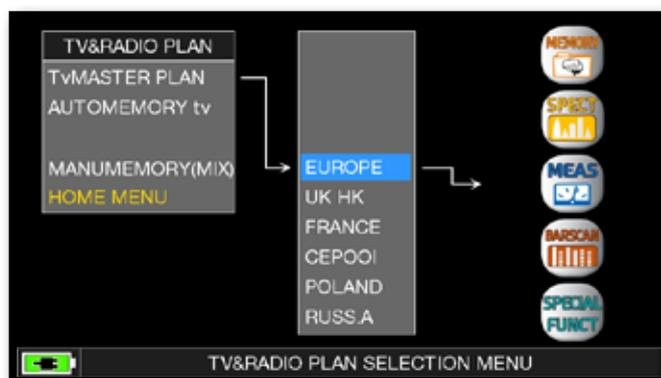 TV&RADIO PLAN
TVMASTER PLAN
AUTOMEMORY tv
MANUMEMORY(MIX)
HOME MENU
EUROPE
UK HK
FRANCE
CEPOOI
POLAND
RUSS.A
MEMORY
SPECT
MEAS
BARSCAN
SPECIAL
FUNCT
TV&RADIO PLAN SELECTION MENU